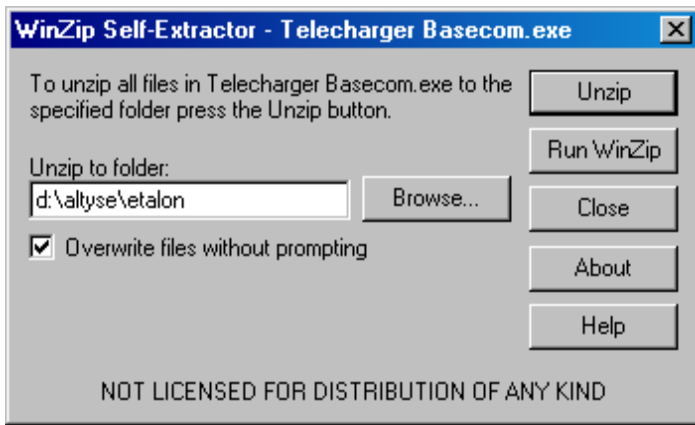 WinZip Self-Extractor - Telecharger Basecom.exe
To unzip all files in Telecharger Basecom.exe to the
specified folder press the Unzip button.
Unzip to folder:
d:\altyse\etalon
Browse...
Overwrite files without prompting
Unzip
Run WinZip
Close
About
Help
NOT LICENSED FOR DISTRIBUTION OF ANY KIND